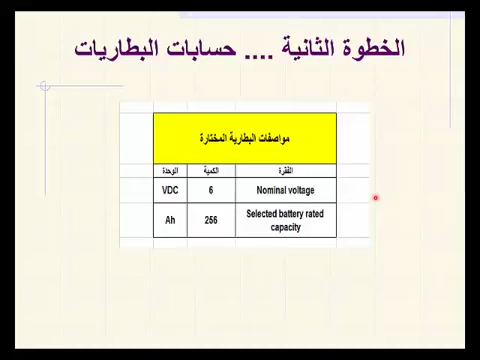 الخطوة الثانية .... حسابات البطاريات
مواصفات البطارية المختارة
الفقرة الكمية الوحدة
Nominal voltage 6 VDC
Selected battery rated capacity 256 Ah